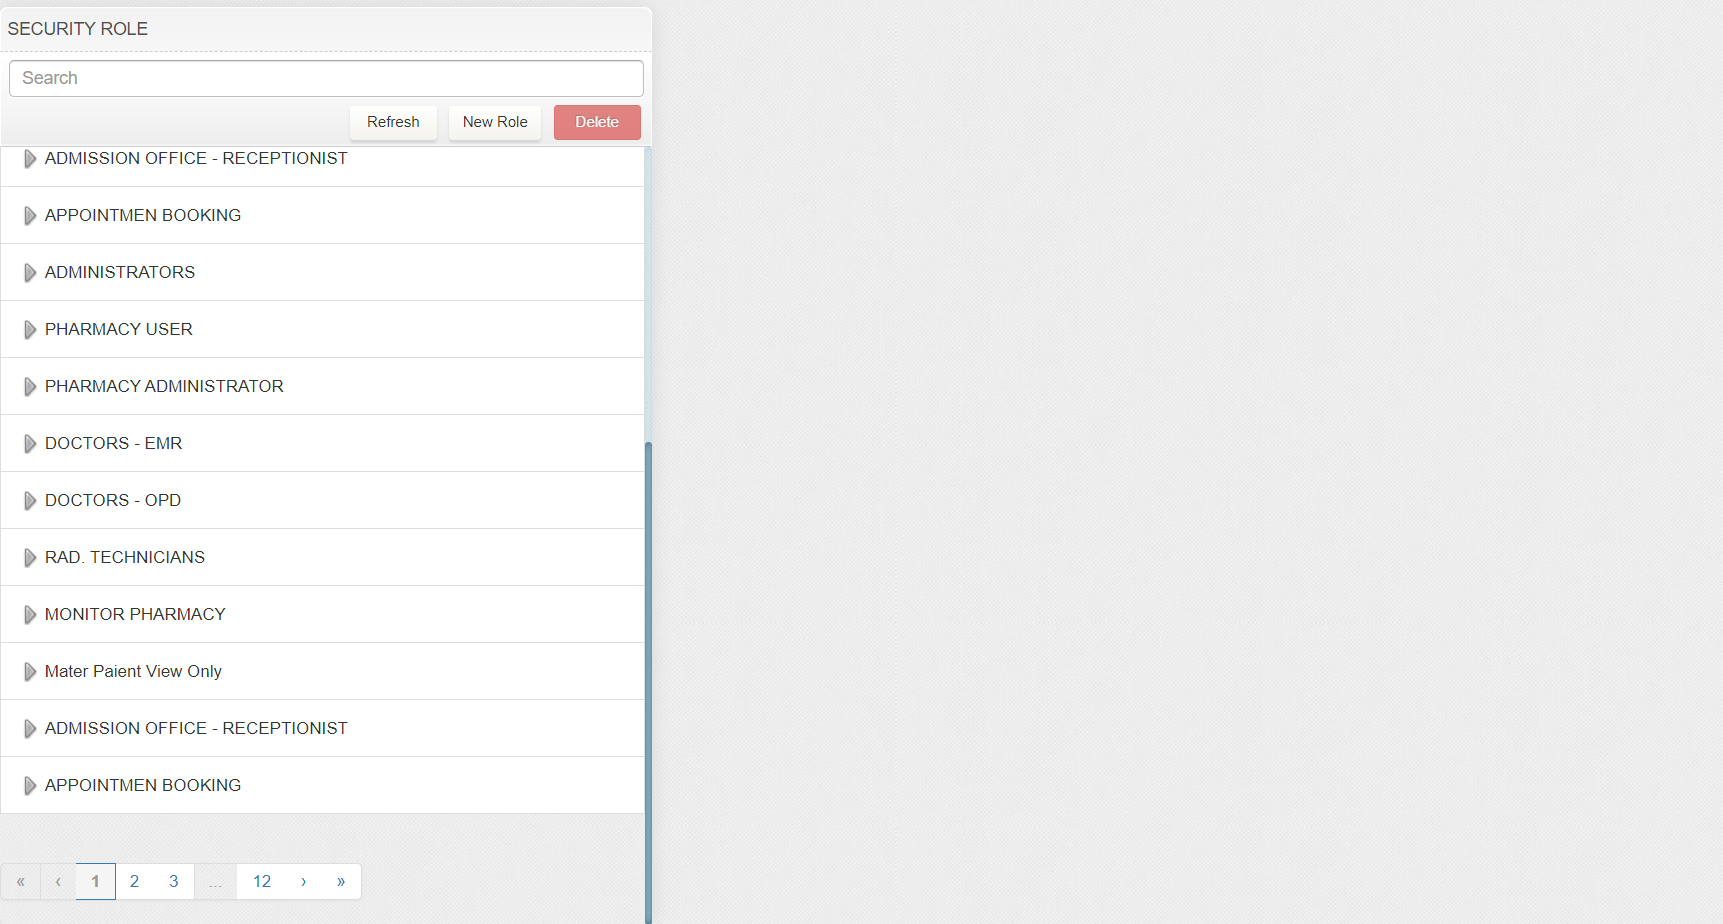 SECURITY ROLE
Search
Refresh New Role Delete
ADMISSION OFFICE - RECEPTIONIST
APPOINTMEN BOOKING
ADMINISTRATORS
PHARMACY USER
PHARMACY ADMINISTRATOR
DOCTORS - EMR
DOCTORS - OPD
RAD. TECHNICIANS
MONITOR PHARMACY
Mater Paient View Only
ADMISSION OFFICE - RECEPTIONIST
APPOINTMEN BOOKING
« ‹ 1 2 3 ... 12 › »